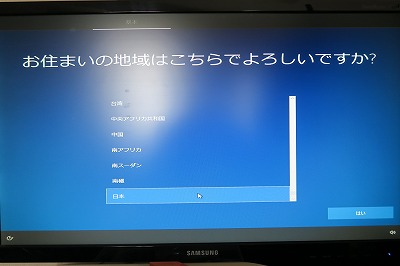 基本
お住まいの地域はこちらでよろしいですか?
台湾
中央アフリカ共和国
中国
南アフリカ
南スーダン
南極
日本
はい
SAMSUNG